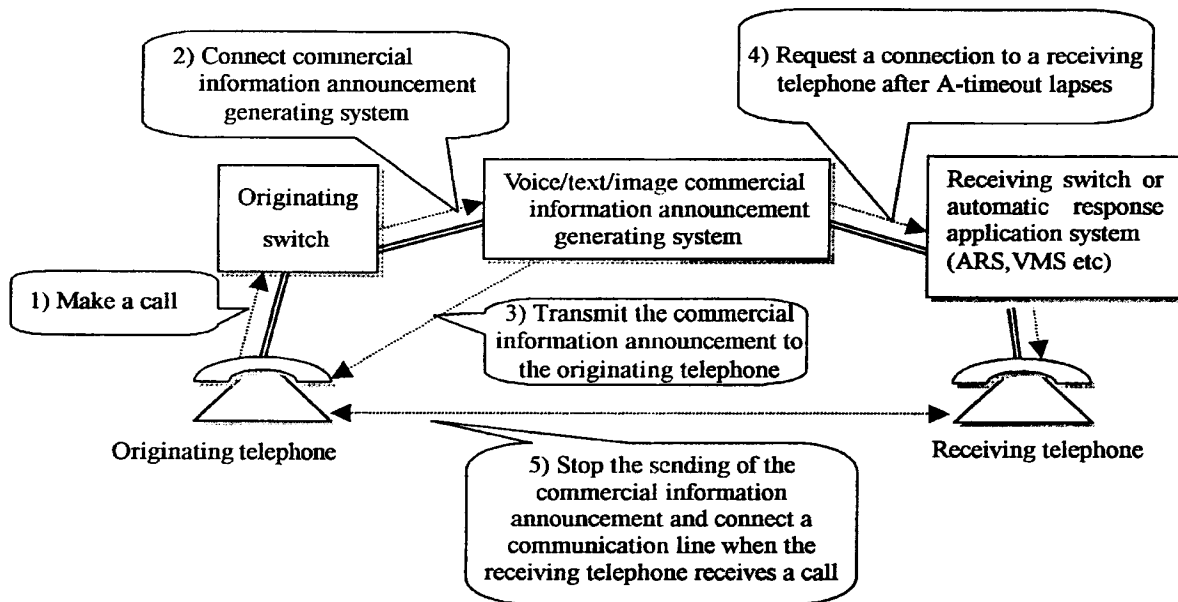 2) Connect commercial
information announcement
generating system
4) Request a connection to a receiving
telephone after A-timeout lapses
Originating
switch
Voice/text/image commercial
information announcement
generating system
Receiving switch or
automatic response
application system
(ARS,VMS etc)
1) Make a call
3) Transmit the commercial
information announcement to
the originating telephone
Originating telephone
Receiving telephone
5) Stop the sending of the
commercial information
announcement and connect a
communication line when the
receiving telephone receives a call